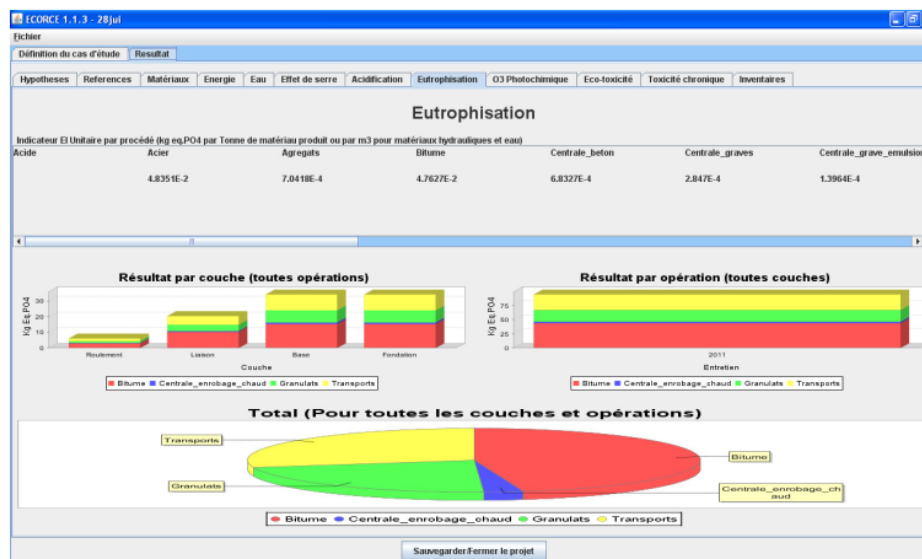 ECORCE 1.1.3 - 28jul
Fichier
Définition du cas d'étude Resultat
Hypotheses References Matériaux Energie Eau Effet de serre Acidification Eutrophisation O3 Photochimique Eco-toxicité Toxicité chronique Inventaires
Eutrophisation
Indicateur EI Unitaire par procédé (kg eq.PO4 par Tonne de matériau produit ou par m3 pour matériaux hydrauliques et eau)
Acide Acier Agregats Bitume Centrale_beton Centrale_graves Centrale_grave_emulsion
4.8351E-2 7.0418E-4 4.7627E-2 6.8327E-4 2.847E-4 1.3964E-4
Résultat par couche (toutes opérations)
Kg Eq.PO4
30
20
10
0
Roulement Liaison Base Fondation
Couche
Bitume Centrale_enrobage_chaud Granulats Transports
Résultat par opération (toutes couches)
Kg Eq.PO4
75
50
25
0
2011
Entretien
Bitume Centrale_enrobage_chaud Granulats Transports
Total (Pour toutes les couches et opérations)
Transports
Bitume
Granulats
Centrale_enrobage_ch
aud
Bitume Centrale_enrobage_chaud Granulats Transports
Sauvegarder/Fermer le projet